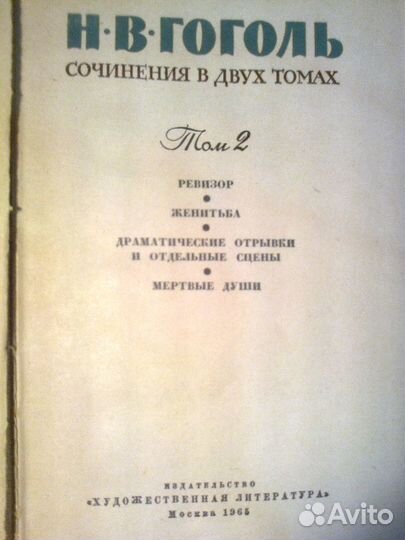 Н·В·ГОГОЛЬ
СОЧИНЕНИЯ В ДВУХ ТОМАХ
Том 2
РЕВИЗОР
•
ЖЕНИТЬБА
•
ДРАМАТИЧЕСКИЕ ОТРЫВКИ
И ОТДЕЛЬНЫЕ СЦЕНЫ
•
МЕРТВЫЕ ДУШИ
ИЗДАТЕЛЬСТВО
«ХУДОЖЕСТВЕННАЯ ЛИТЕРАТУРА»
Москва 1965
Avito